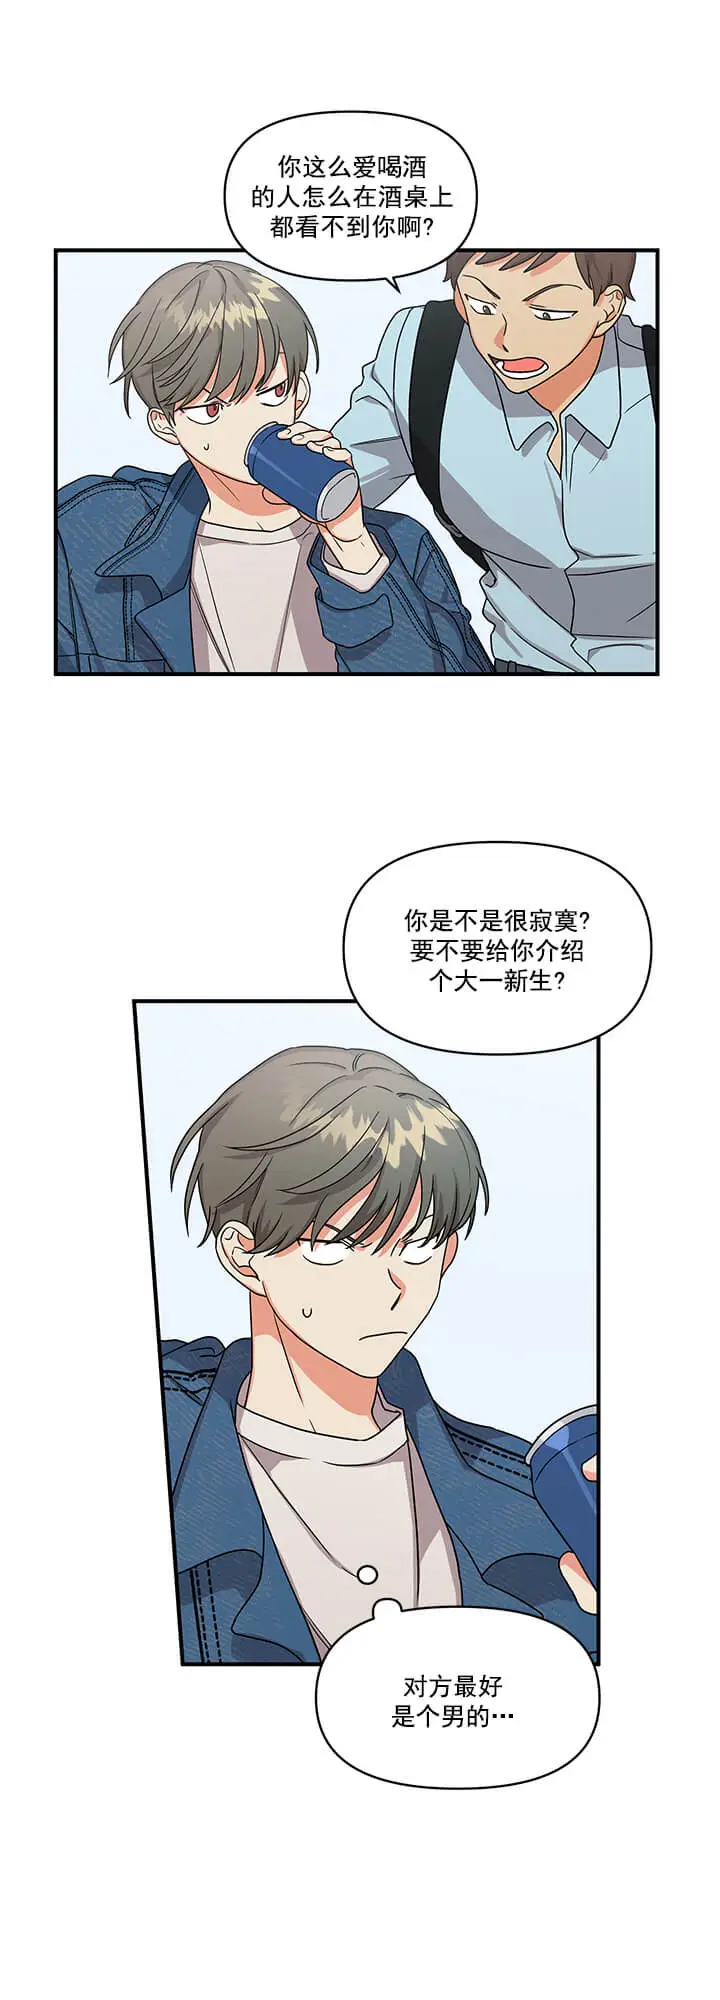 你这么爱喝酒
的人怎么在酒桌上
都看不到你啊?
你是不是很寂寞?
要不要给你介绍
个大一新生?
对方最好
是个男的…